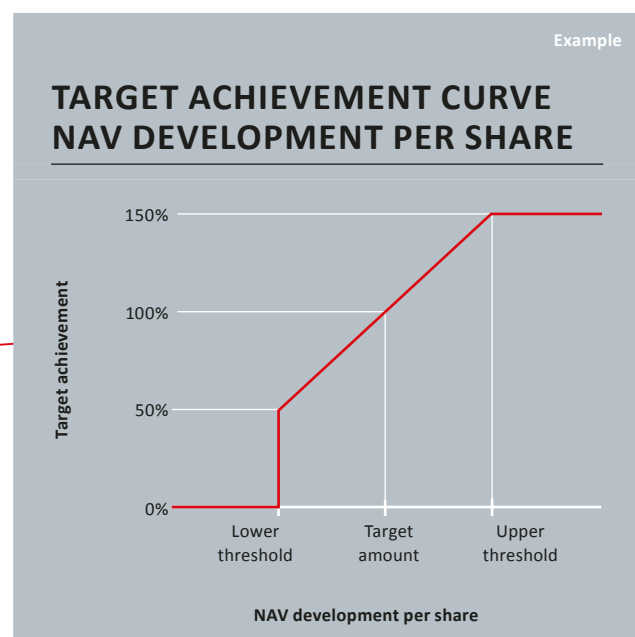 Example
TARGET ACHIEVEMENT CURVE
NAV DEVELOPMENT PER SHARE
150%
100%
50%
0%
Target achievement
Lower
threshold
Target
amount
Upper
threshold
NAV development per share